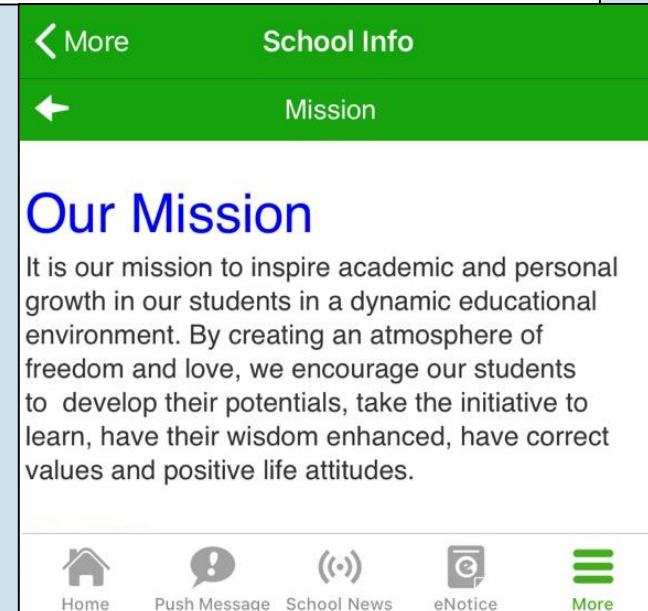 More School Info
Mission
Our Mission
It is our mission to inspire academic and personal
growth in our students in a dynamic educational
environment. By creating an atmosphere of
freedom and love, we encourage our students
to  develop their potentials, take the initiative to
learn, have their wisdom enhanced, have correct
values and positive life attitudes.
Home Push Message School News eNotice More